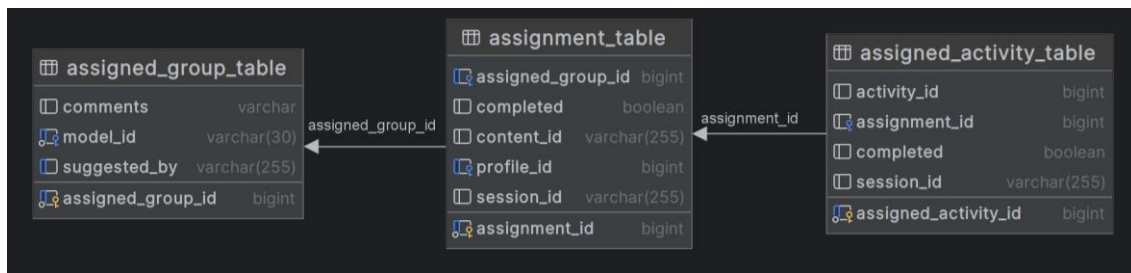 assigned_group_table
comments varchar
model_id varchar(30)
suggested_by varchar(255)
assigned_group_id bigint
assigned_group_id
assignment_table
assigned_group_id bigint
completed boolean
content_id varchar(255)
profile_id bigint
session_id varchar(255)
assignment_id bigint
assignment_id
assigned_activity_table
activity_id bigint
assignment_id bigint
completed boolean
session_id varchar(255)
assigned_activity_id bigint